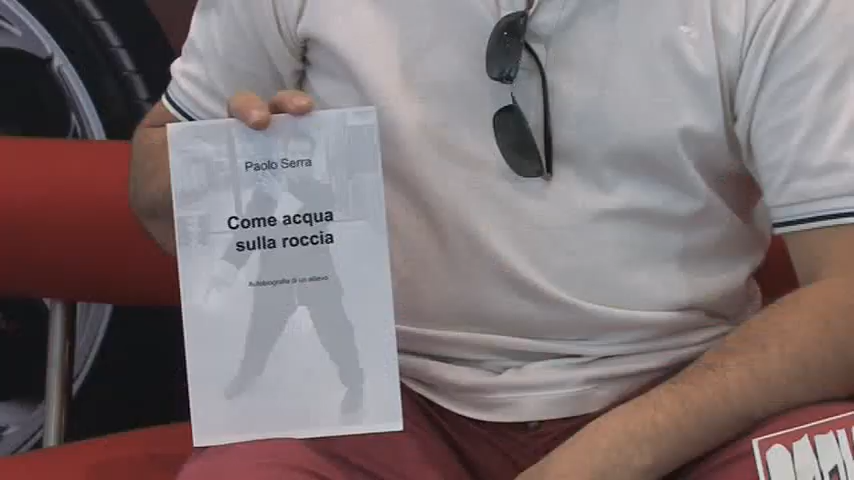 Paolo Serra
Come acqua
sulla roccia
Autobiografia di un allievo